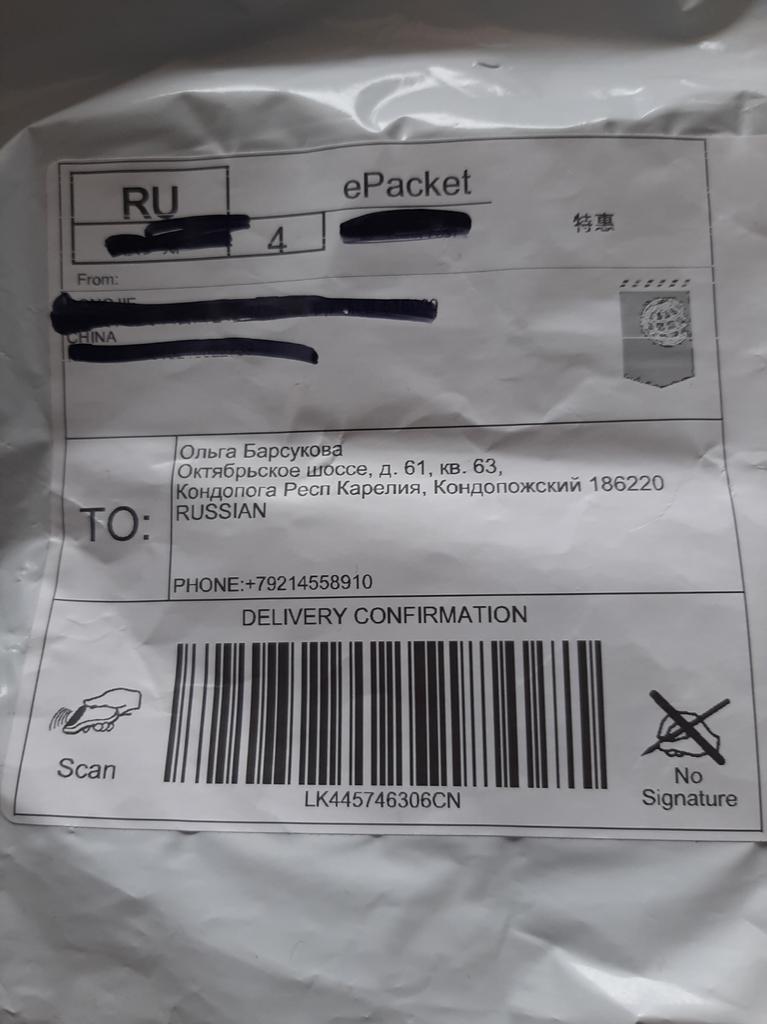 RU
ePacket
4
特惠
From:
CHINA
TO:
Ольга Барсукова
Октябрьское шоссе, д. 61, кв. 63,
Кондопога Респ Карелия, Кондопожский 186220
RUSSIAN
PHONE:+79214558910
DELIVERY CONFIRMATION
Scan
LK445746306CN
No
Signature